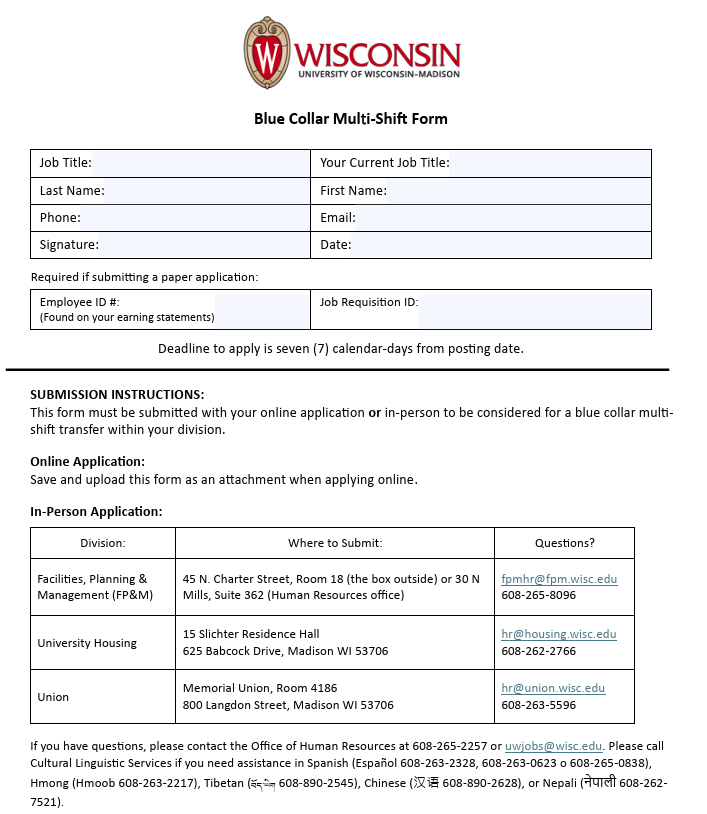 W WISCONSIN
UNIVERSITY OF WISCONSIN–MADISON
Blue Collar Multi-Shift Form
Job Title: Your Current Job Title:
Last Name: First Name:
Phone: Email:
Signature: Date:
Required if submitting a paper application:
Employee ID #: Job Requisition ID:
(Found on your earning statements)
Deadline to apply is seven (7) calendar-days from posting date.
SUBMISSION INSTRUCTIONS:
This form must be submitted with your online application or in-person to be considered for a blue collar multi-
shift transfer within your division.
Online Application:
Save and upload this form as an attachment when applying online.
In-Person Application:
Division: Where to Submit: Questions?
Facilities, Planning & 45 N. Charter Street, Room 18 (the box outside) or 30 N fpmhr@fpm.wisc.edu
Management (FP&M) Mills, Suite 362 (Human Resources office) 608-265-8096
University Housing 15 Slichter Residence Hall hr@housing.wisc.edu
625 Babcock Drive, Madison WI 53706 608-262-2766
Union Memorial Union, Room 4186 hr@union.wisc.edu
800 Langdon Street, Madison WI 53706 608-263-5596
If you have questions, please contact the Office of Human Resources at 608-265-2257 or uwjobs@wisc.edu. Please call
Cultural Linguistic Services if you need assistance in Spanish (Español 608-263-2328, 608-263-0623 o 608-265-0838),
Hmong (Hmoob 608-263-2217), Tibetan (བོད་ཡིག 608-890-2545), Chinese (汉语 608-890-2628), or Nepali (नेपाली 608-262-
7521).